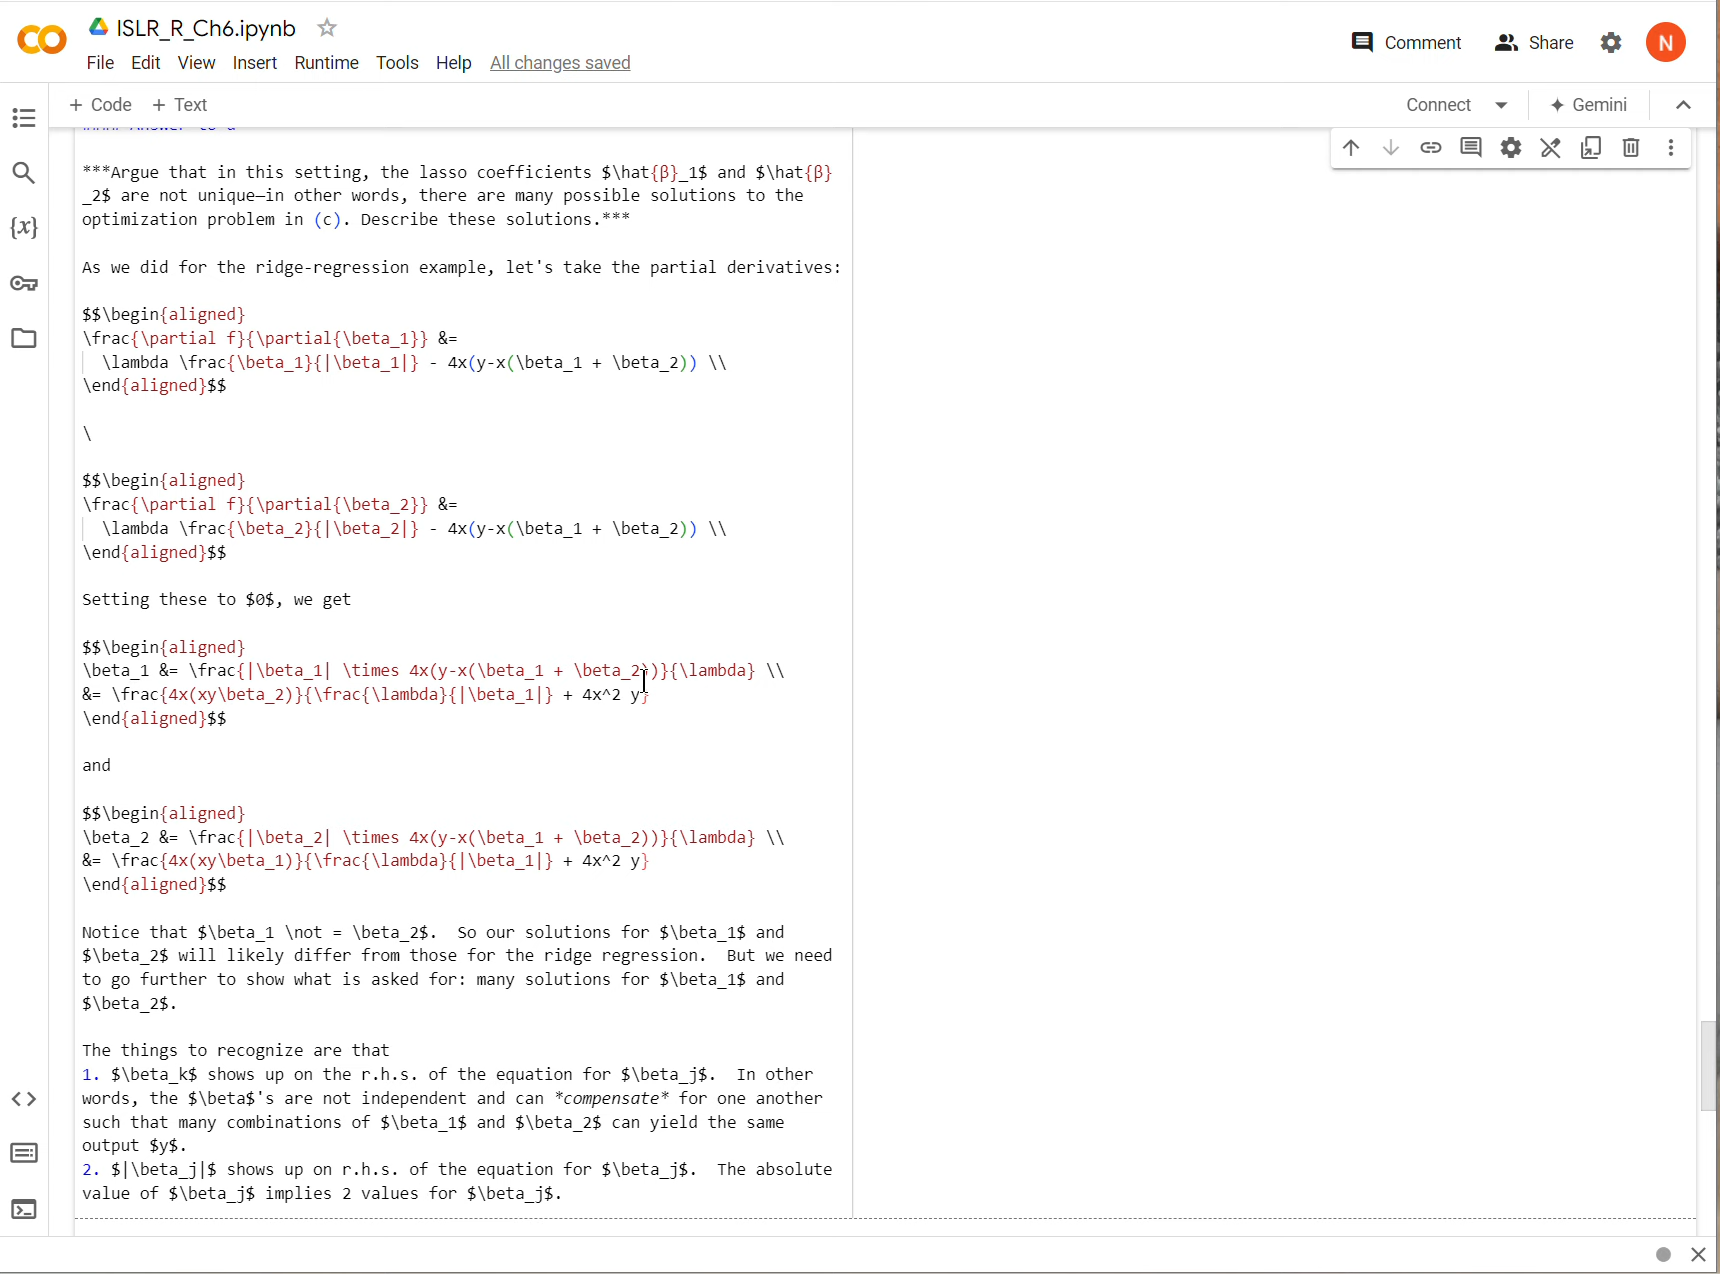 ISLR_R_Ch6.ipynb
Comment
Share
N
File Edit View Insert Runtime Tools Help All changes saved
+ Code + Text
Connect
Gemini
***Argue that in this setting, the lasso coefficients $\hat{β}_1$ and $\hat{β}
_2$ are not unique—in other words, there are many possible solutions to the
optimization problem in (c). Describe these solutions.***
As we did for the ridge-regression example, let's take the partial derivatives:
$$\begin{aligned}
\frac{\partial f}{\partial{\beta_1}} &=
\lambda \frac{\beta_1}{|\beta_1|} - 4x(y-x(\beta_1 + \beta_2)) \\
\end{aligned}$$
\
$$\begin{aligned}
\frac{\partial f}{\partial{\beta_2}} &=
\lambda \frac{\beta_2}{|\beta_2|} - 4x(y-x(\beta_1 + \beta_2)) \\
\end{aligned}$$
Setting these to $0$, we get
$$\begin{aligned}
\beta_1 &= \frac{|\beta_1| \times 4x(y-x(\beta_1 + \beta_2))}{\lambda} \\
&= \frac{4x(xy\beta_2)}{\frac{\lambda}{|\beta_1|} + 4x^2 y}
\end{aligned}$$
and
$$\begin{aligned}
\beta_2 &= \frac{|\beta_2| \times 4x(y-x(\beta_1 + \beta_2))}{\lambda} \\
&= \frac{4x(xy\beta_1)}{\frac{\lambda}{|\beta_1|} + 4x^2 y}
\end{aligned}$$
Notice that $\beta_1 \not = \beta_2$.  So our solutions for $\beta_1$ and
$\beta_2$ will likely differ from those for the ridge regression.  But we need
to go further to show what is asked for: many solutions for $\beta_1$ and
$\beta_2$.
The things to recognize are that
1. $\beta_k$ shows up on the r.h.s. of the equation for $\beta_j$.  In other
words, the $\beta$'s are not independent and can *compensate* for one another
such that many combinations of $\beta_1$ and $\beta_2$ can yield the same
output $y$.
2. $|\beta_j|$ shows up on r.h.s. of the equation for $\beta_j$.  The absolute
value of $\beta_j$ implies 2 values for $\beta_j$.